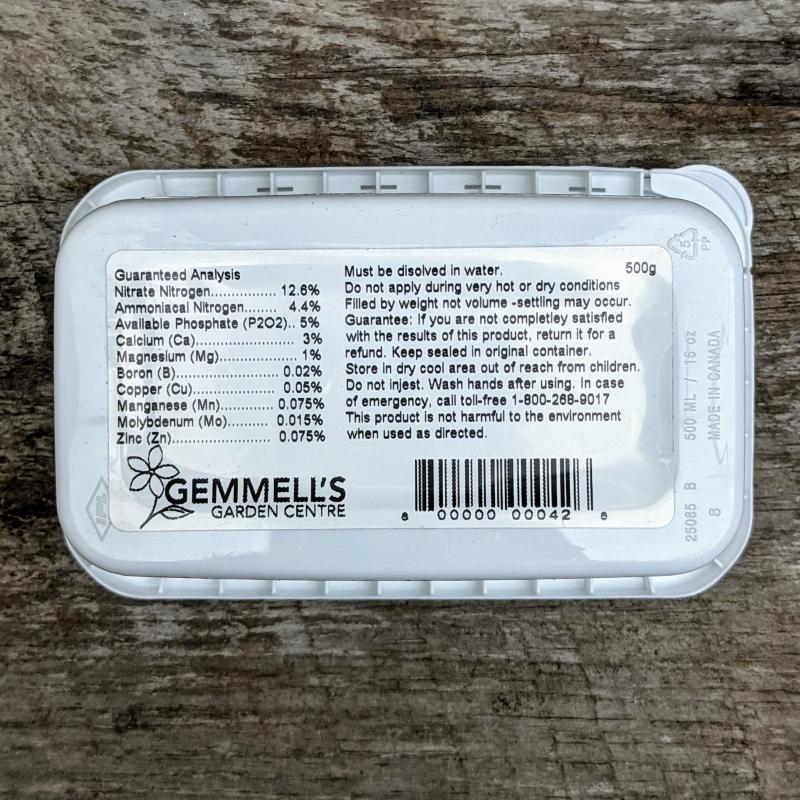 Guaranteed Analysis
Nitrate Nitrogen................. 12.6%
Ammoniacal Nitrogen....... 4.4%
Available Phosphate (P2O2).. 5%
Calcium (Ca)........................ 3%
Magnesium (Mg).................. 1%
Boron (B)......................... 0.02%
Copper (Cu)..................... 0.05%
Manganese (Mn)............ 0.075%
Molybdenum (Mo)........... 0.015%
Zinc (Zn)........................ 0.075%
Must be disolved in water.
500g
Do not apply during very hot or dry conditions
Filled by weight not volume -settling may occur.
Guarantee: If you are not completley satisfied
with the results of this product, return it for a
refund. Keep sealed in original container.
Store in dry cool area out of reach from children.
Do not injest. Wash hands after using. In case
of emergency, call toll-free 1-800-268-9017
This product is not harmful to the environment
when used as directed.
GEMMELL'S
GARDEN CENTRE
8 00000 00042 6
5
PP
500 ML / 16 oz
MADE IN CANADA
25085 B
8
IPL